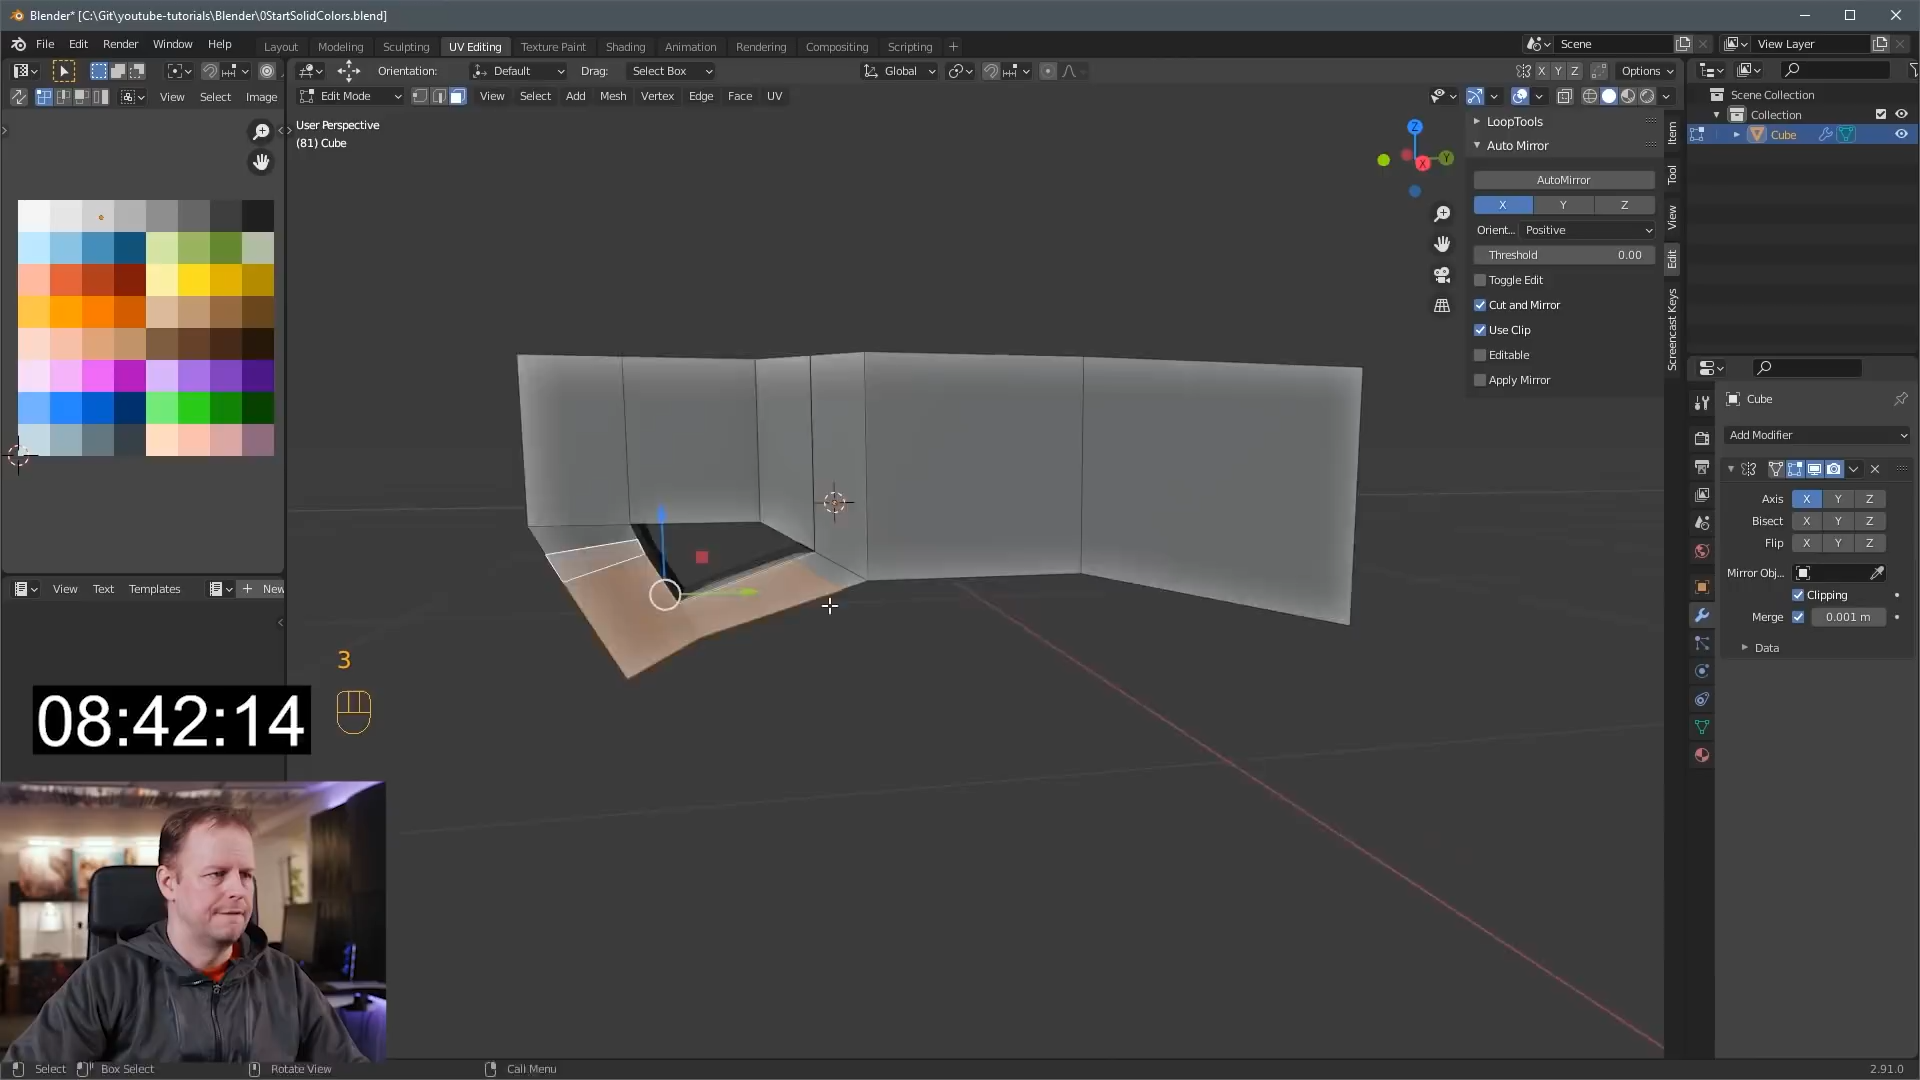 Blender* [C:\Git\youtube-tutorials\Blender\0StartSolidColors.blend]
File Edit Render Window Help
Layout Modeling Sculpting UV Editing Texture Paint Shading Animation Rendering Compositing Scripting +
Scene
View Layer
Orientation: Default Drag: Select Box
Global
X Y Z
Options
View Select Image
Edit Mode
View Select Add Mesh Vertex Edge Face UV
User Perspective
(81) Cube
Z
Y
X
LoopTools
Auto Mirror
AutoMirror
X Y Z
Orient... Positive
Threshold 0.00
Toggle Edit
Cut and Mirror
Use Clip
Editable
Apply Mirror
Item
Tool
View
Edit
Screencast Keys
Scene Collection
Collection
Cube
Cube
Add Modifier
Axis X Y Z
Bisect X Y Z
Flip X Y Z
Mirror Obj...
Clipping
Merge 0.001 m
Data
View Text Templates
+ New
3
08:42:14
Select
Box Select
Rotate View
Call Menu
2.91.0